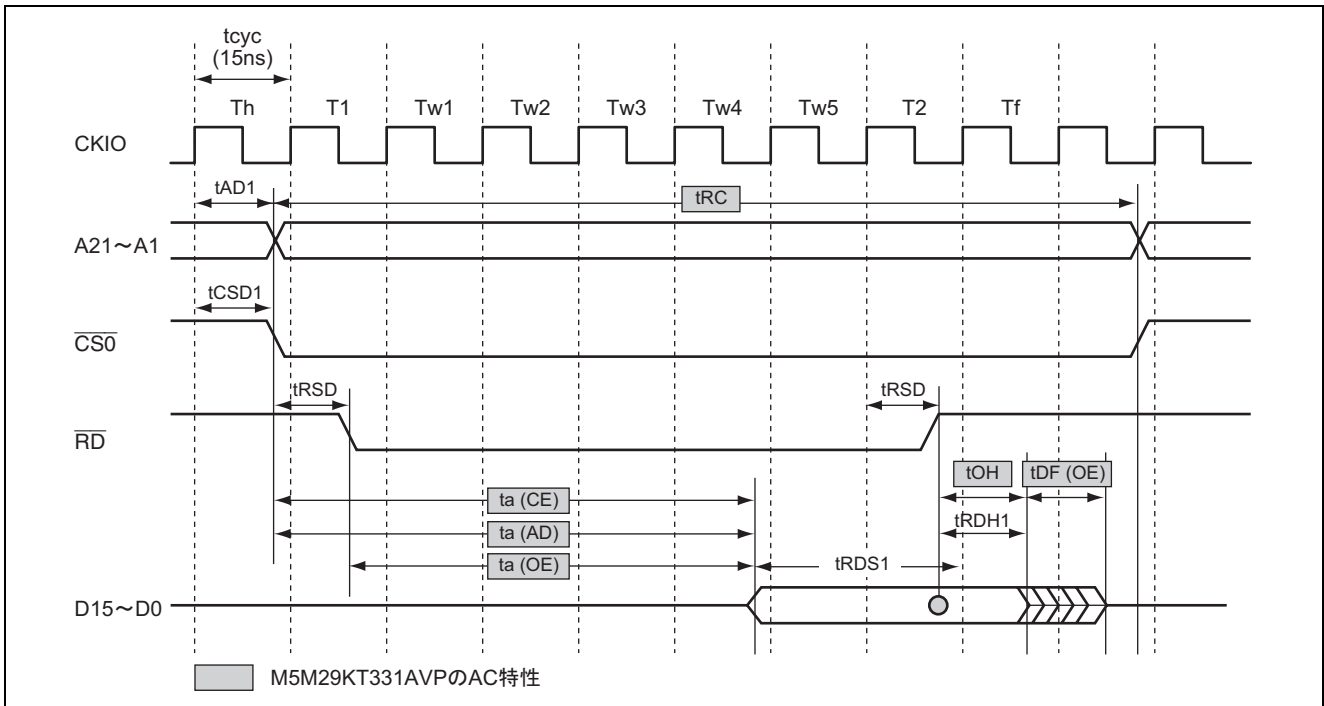 tcyc
(15ns)
Th T1 Tw1 Tw2 Tw3 Tw4 Tw5 T2 Tf
CKIO
tAD1
tRC
A21～A1
tCSD1
CS0
tRSD tRSD
RD
tOH tDF (OE)
ta (CE)
tRDH1
ta (AD)
ta (OE)
tRDS1
D15～D0
M5M29KT331AVPのAC特性